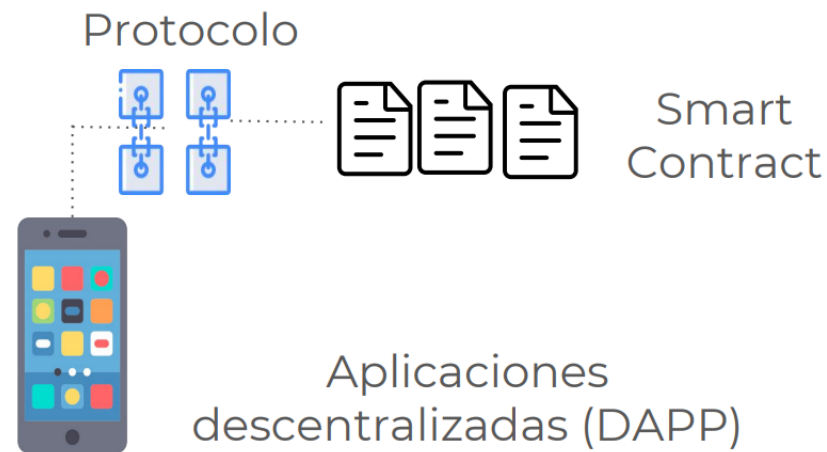 Protocolo
Smart
Contract
Aplicaciones
descentralizadas (DAPP)